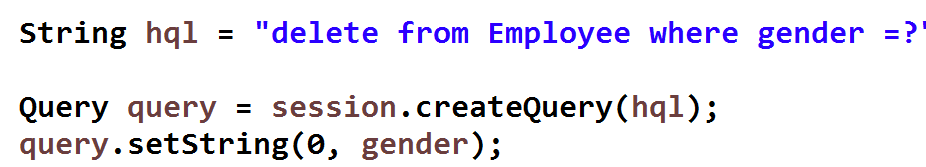 String hql = "delete from Employee where gender =?'
Query query = session.createQuery(hql);
query.setString(0, gender);